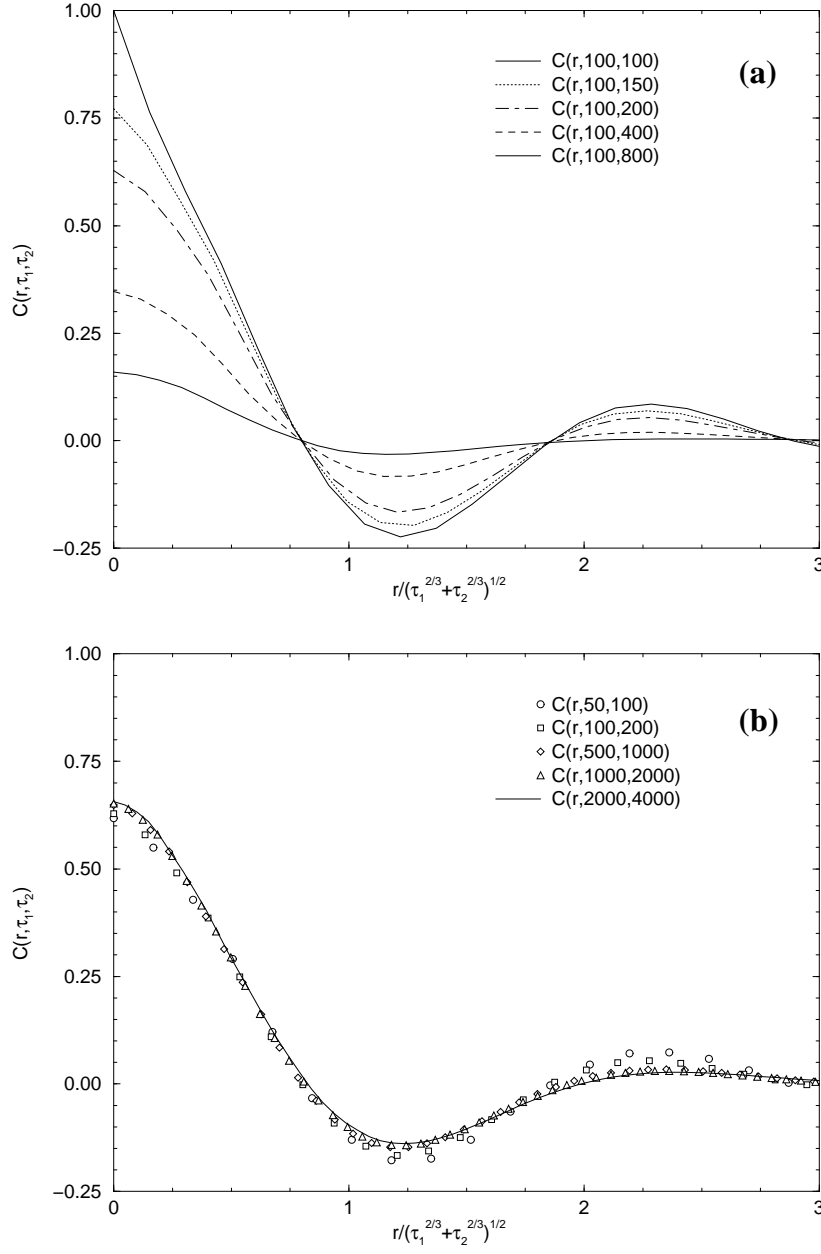 1.00
0.75
0.50
0.25
0.00
−0.25
C(r,τ₁,τ₂)
(a)
C(r,100,100)
C(r,100,150)
C(r,100,200)
C(r,100,400)
C(r,100,800)
0 1 2 3
r/(τ₁^2/3+τ₂^2/3)^1/2
1.00
0.75
0.50
0.25
0.00
−0.25
C(r,τ₁,τ₂)
(b)
C(r,50,100)
C(r,100,200)
C(r,500,1000)
C(r,1000,2000)
C(r,2000,4000)
0 1 2 3
r/(τ₁^2/3+τ₂^2/3)^1/2